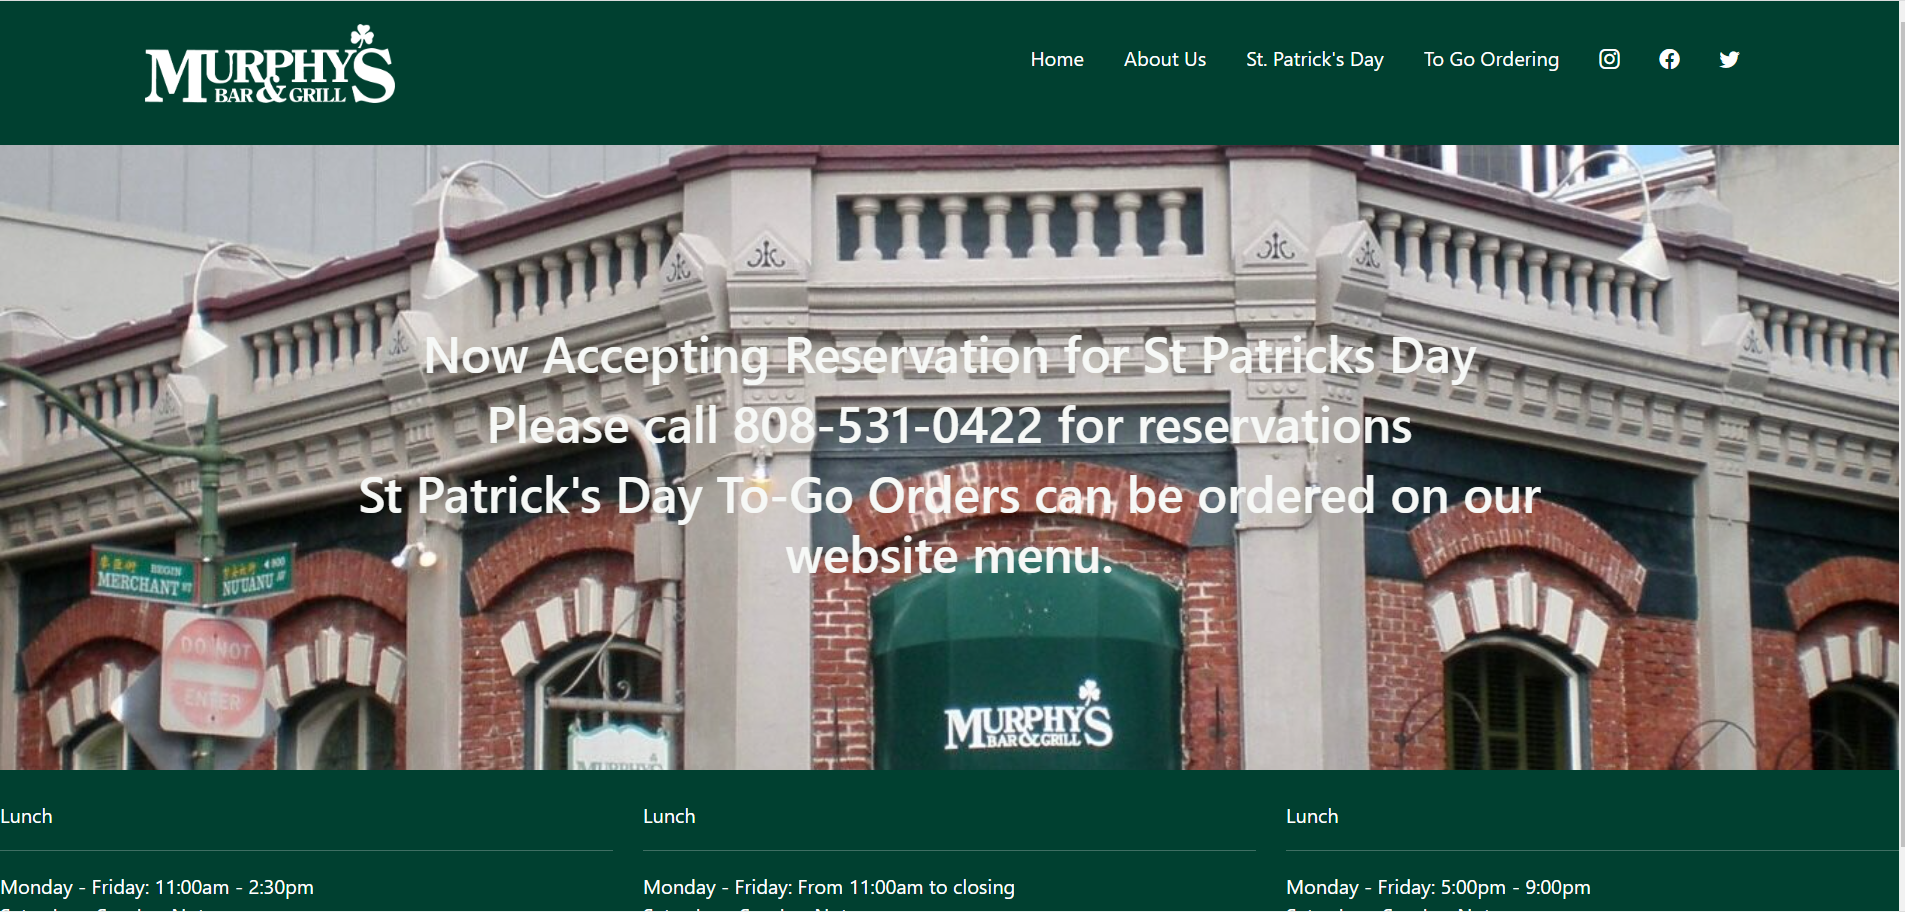 MURPHY'S
BAR & GRILL
Home
About Us
St. Patrick's Day
To Go Ordering
Now Accepting Reservation for St Patricks Day
Please call 808-531-0422 for reservations
St Patrick's Day To-Go Orders can be ordered on our
website menu.
BEGIN
MERCHANT ST
NUUANU AV
DO NOT
ENTER
MURPHY'S
BAR & GRILL
MURPHY'S
Lunch
Lunch
Lunch
Monday - Friday: 11:00am - 2:30pm
Monday - Friday: From 11:00am to closing
Monday - Friday: 5:00pm - 9:00pm